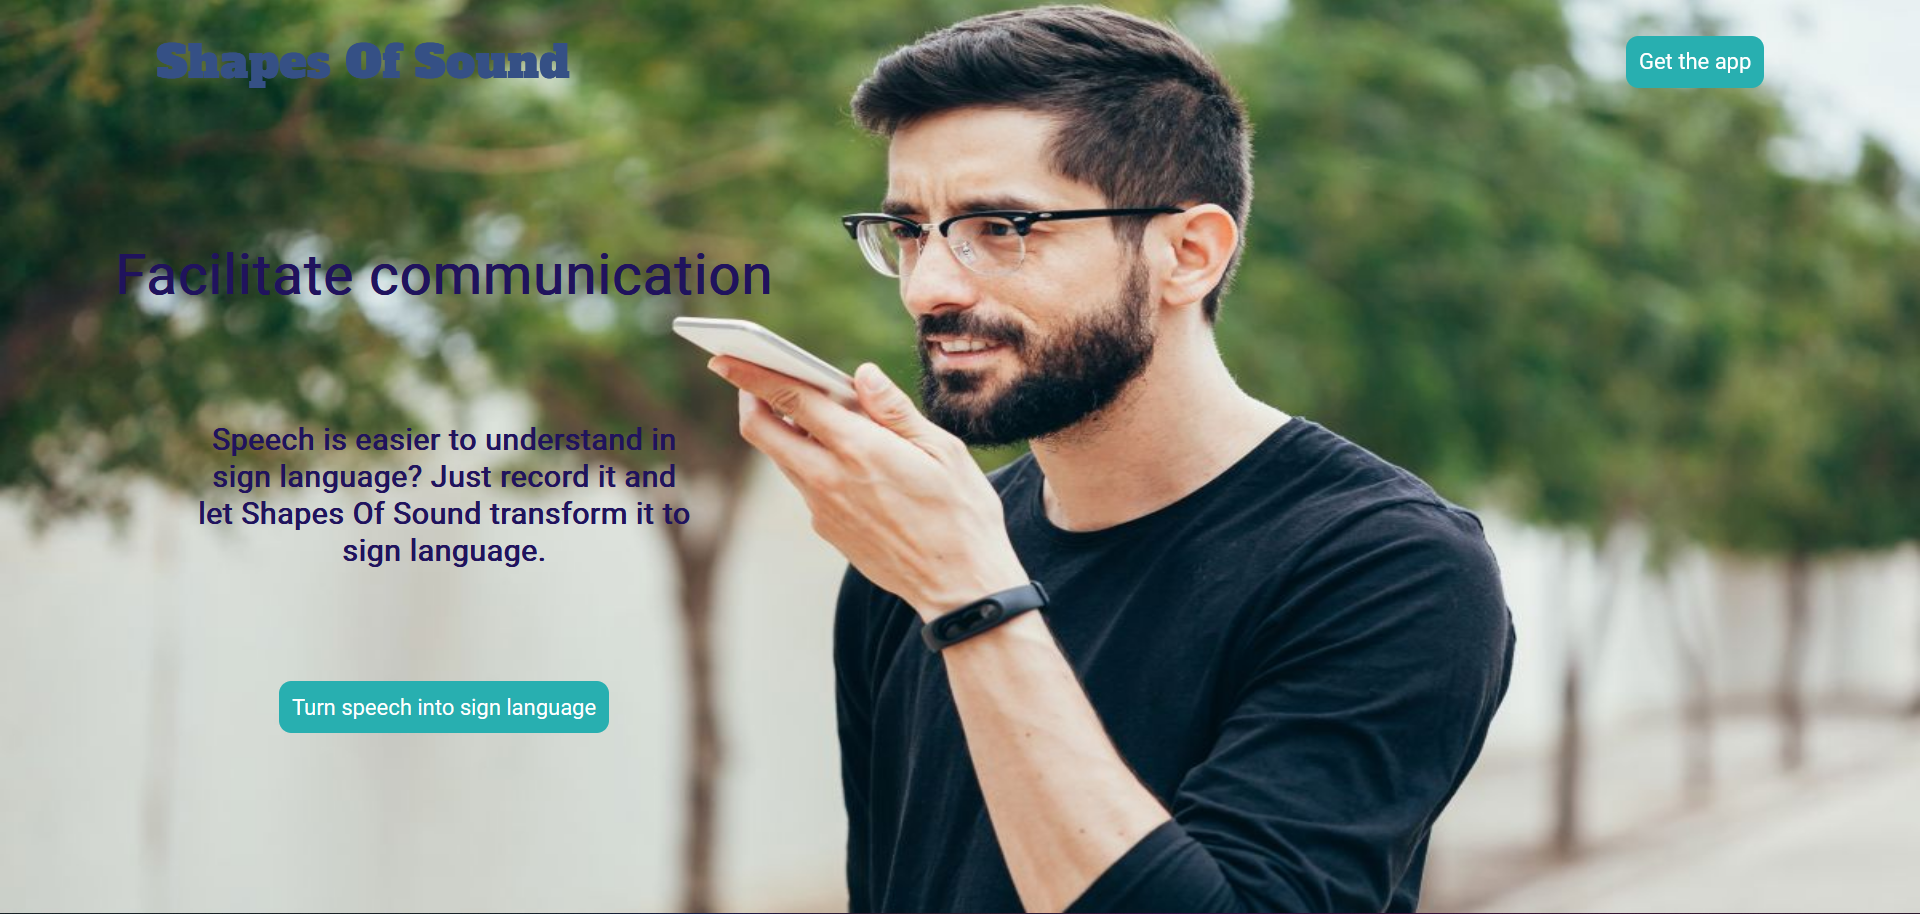 Shapes Of Sound
Get the app
Facilitate communication
Speech is easier to understand in
sign language? Just record it and
let Shapes Of Sound transform it to
sign language.
Turn speech into sign language